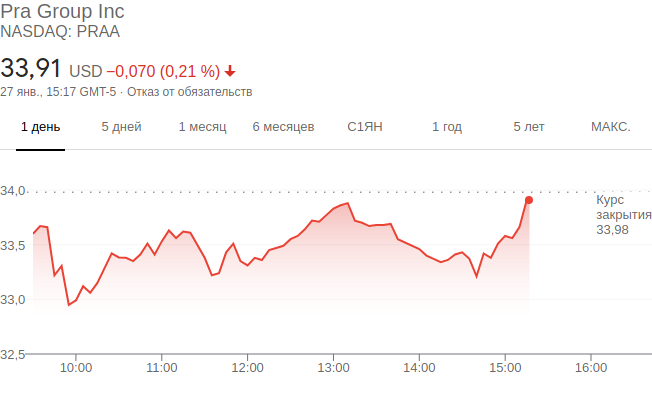 Pra Group Inc
NASDAQ: PRAA
33,91 USD −0,070 (0,21 %)
27 янв., 15:17 GMT-5 · Отказ от обязательств
1 день 5 дней 1 месяц 6 месяцев С1ЯН 1 год 5 лет МАКС.
34,0
Курс
закрытия
33,98
33,5
33,0
32,5
10:00 11:00 12:00 13:00 14:00 15:00 16:00